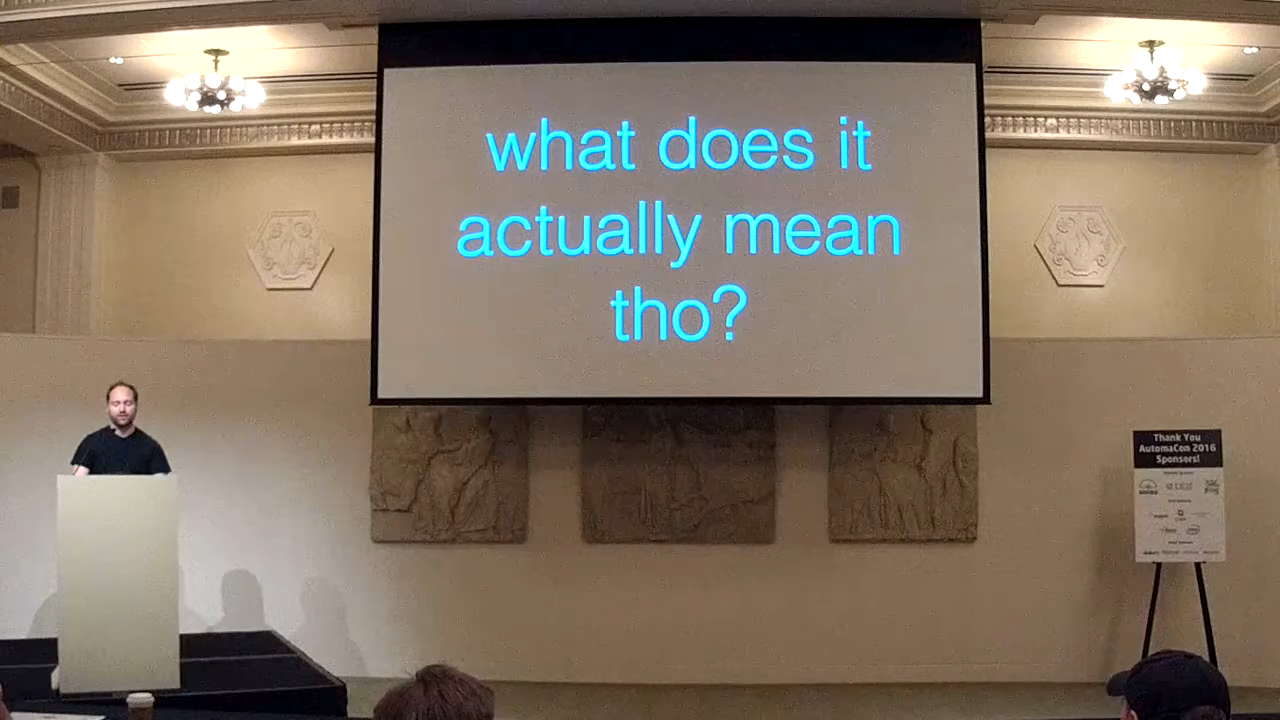 what does it
actually mean
tho?
Thank You
AutomaCon 2016
Sponsors!